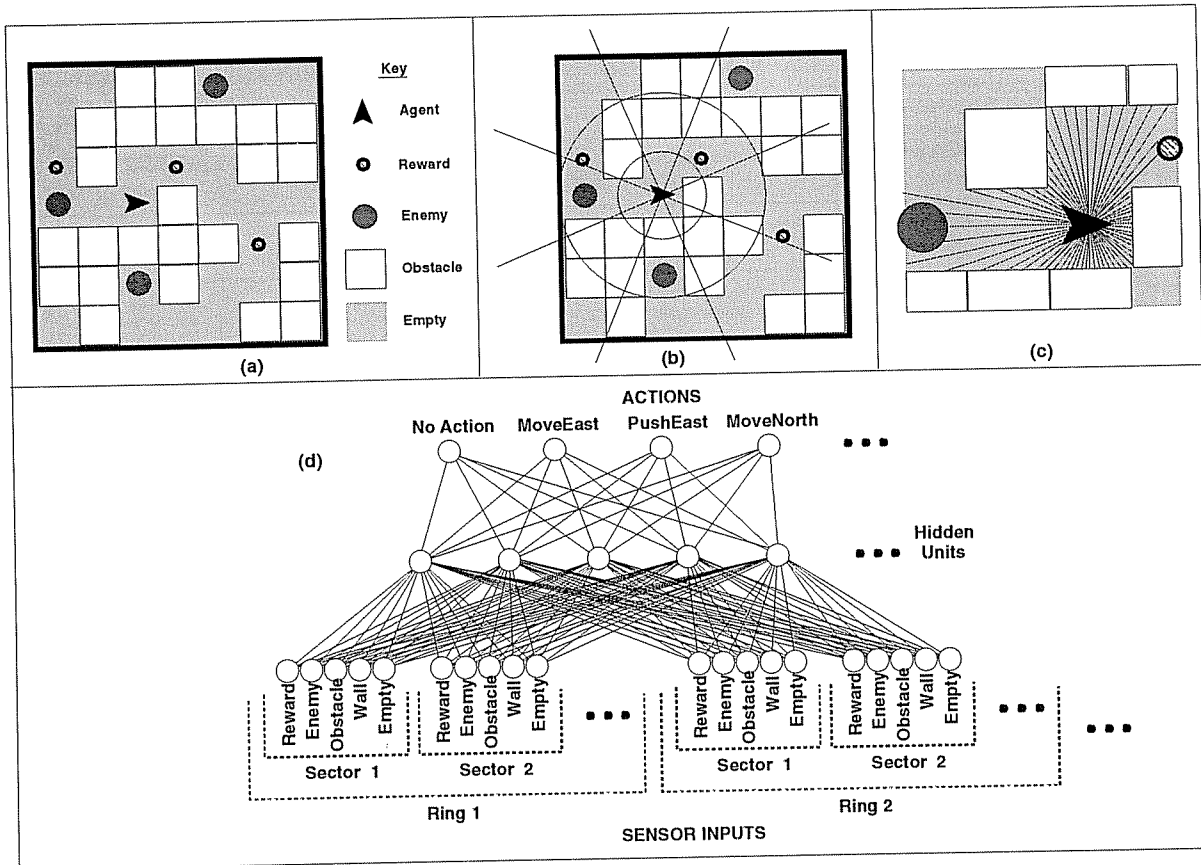 Key
Agent
Reward
Enemy
Obstacle
Empty
(a)
(b)
(c)
(d)
ACTIONS
No Action MoveEast PushEast MoveNorth
Hidden
Units
Reward Enemy Obstacle Wall Empty Reward Enemy Obstacle Wall Empty Reward Enemy Obstacle Wall Empty Reward Enemy Obstacle Wall Empty
Sector 1 Sector 2 Sector 1 Sector 2
Ring 1 Ring 2
SENSOR INPUTS